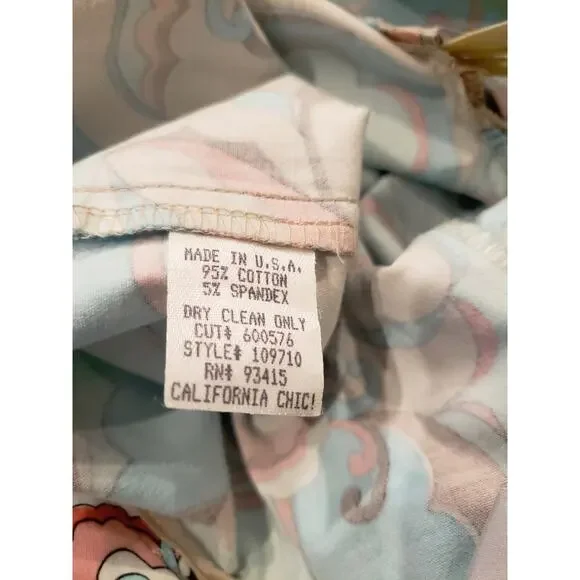 MADE IN U.S.A.
95% COTTON
5% SPANDEX
DRY CLEAN ONLY
CUT# 600576
STYLE# 109710
RN# 93415
CALIFORNIA CHIC!